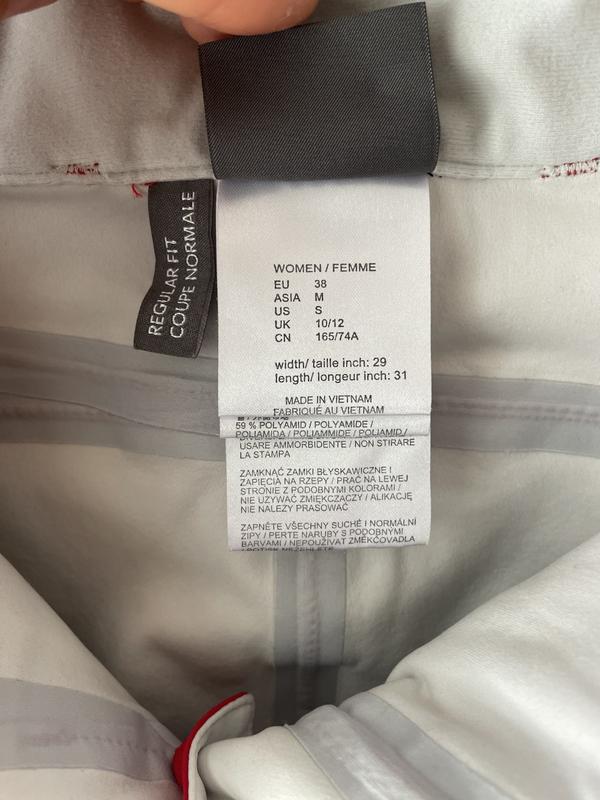 REGULAR FIT
COUPE NORMALE
WOMEN / FEMME
EU 38
ASIA M
US S
UK 10/12
CN 165/74A
width/ taille inch: 29
length/ longeur inch: 31
MADE IN VIETNAM
FABRIQUÉ AU VIETNAM
59 % POLYAMID / POLYAMIDE /
POLIAMIDA / POLIAMMIDE / POLIAMID /
USARE AMMORBIDENTE / NON STIRARE
LA STAMPA
ZAMKNĄĆ ZAMKI BŁYSKAWICZNE I
ZAPIĘCIA NA RZEPY / PRAĆ NA LEWEJ
STRONIE Z PODOBNYMI KOLORAMI /
NIE UŻYWAĆ ZMIĘKCZACZY / ALIKACJĘ
NIE NALEŻY PRASOWAĆ
ZAPNĚTE VŠECHNY SUCHÉ I NORMÁLNÍ
ZIPY / PERTE NARUBY S PODOBNÝMI
BARVAMI / NEPOUŽÍVAT ZMĚKČOVADLA
/ POTISK NEŽEHLETE